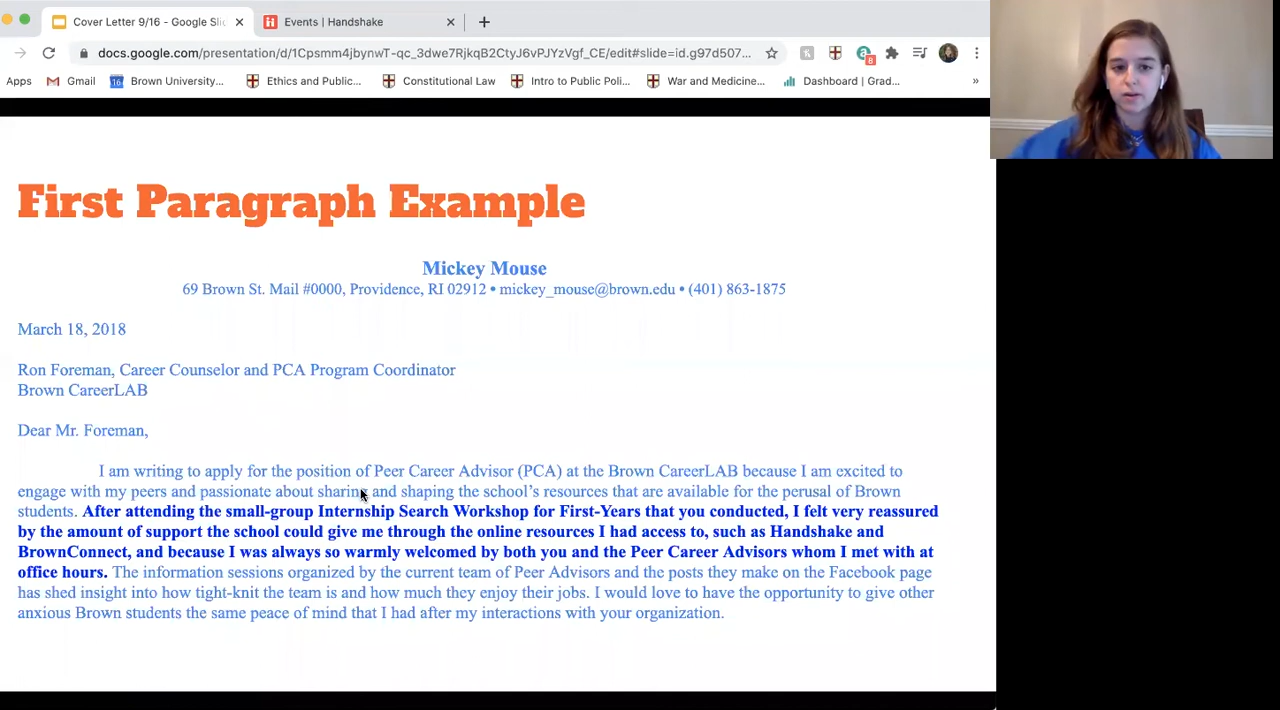 Cover Letter 9/16 - Google Slid
Events | Handshake
docs.google.com/presentation/d/1Cpsmm4jbynwT-qc_3dwe7RjkqB2CtyJ6vPJYzVgf_CE/edit#slide=id.g97d507...
8
Apps
Gmail
16
Brown University...
Ethics and Public...
Constitutional Law
Intro to Public Poli...
War and Medicine...
Dashboard | Grad...
»
First Paragraph Example
Mickey Mouse
69 Brown St. Mail #0000, Providence, RI 02912 • mickey_mouse@brown.edu • (401) 863-1875
March 18, 2018
Ron Foreman, Career Counselor and PCA Program Coordinator
Brown CareerLAB
Dear Mr. Foreman,
I am writing to apply for the position of Peer Career Advisor (PCA) at the Brown CareerLAB because I am excited to
engage with my peers and passionate about sharing and shaping the school's resources that are available for the perusal of Brown
students. After attending the small-group Internship Search Workshop for First-Years that you conducted, I felt very reassured
by the amount of support the school could give me through the online resources I had access to, such as Handshake and
BrownConnect, and because I was always so warmly welcomed by both you and the Peer Career Advisors whom I met with at
office hours. The information sessions organized by the current team of Peer Advisors and the posts they make on the Facebook page
has shed insight into how tight-knit the team is and how much they enjoy their jobs. I would love to have the opportunity to give other
anxious Brown students the same peace of mind that I had after my interactions with your organization.